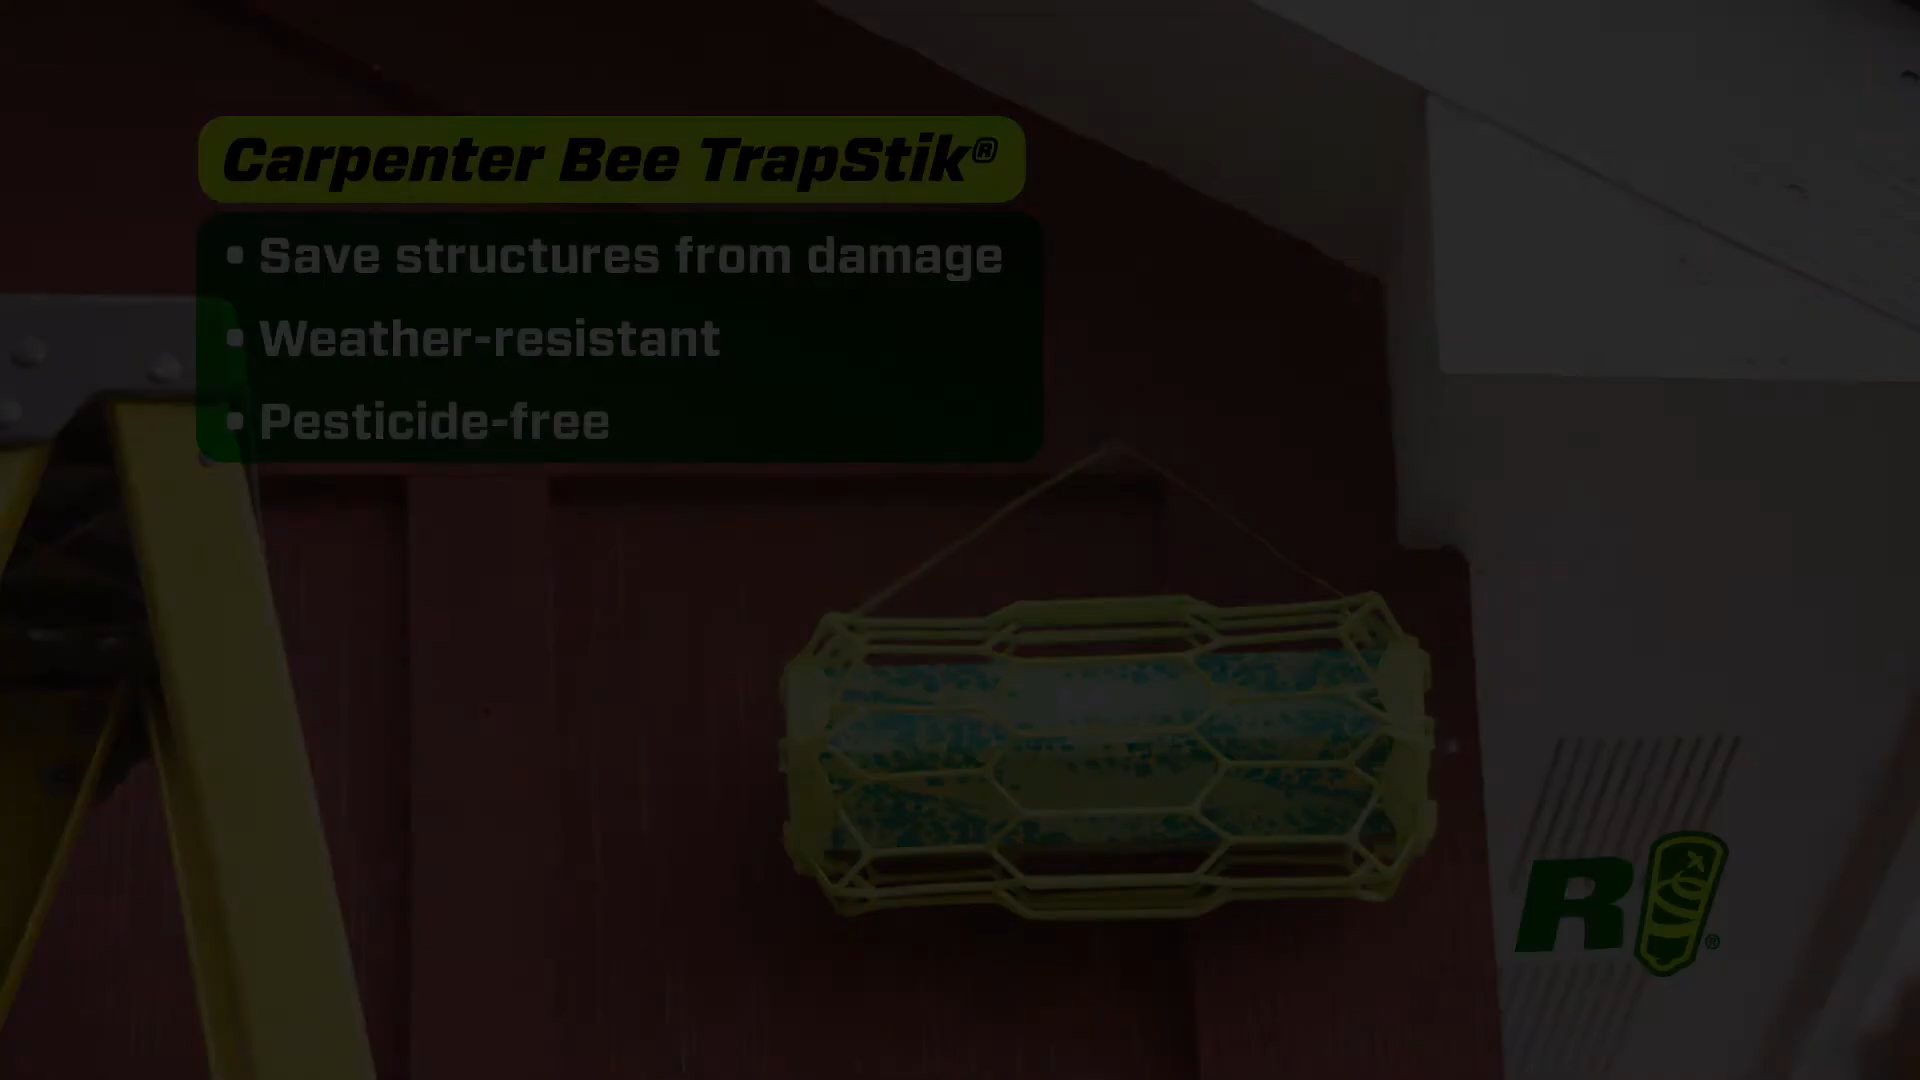 Carpenter Bee TrapStik®
• Save structures from damage
• Weather-resistant
• Pesticide-free
R®